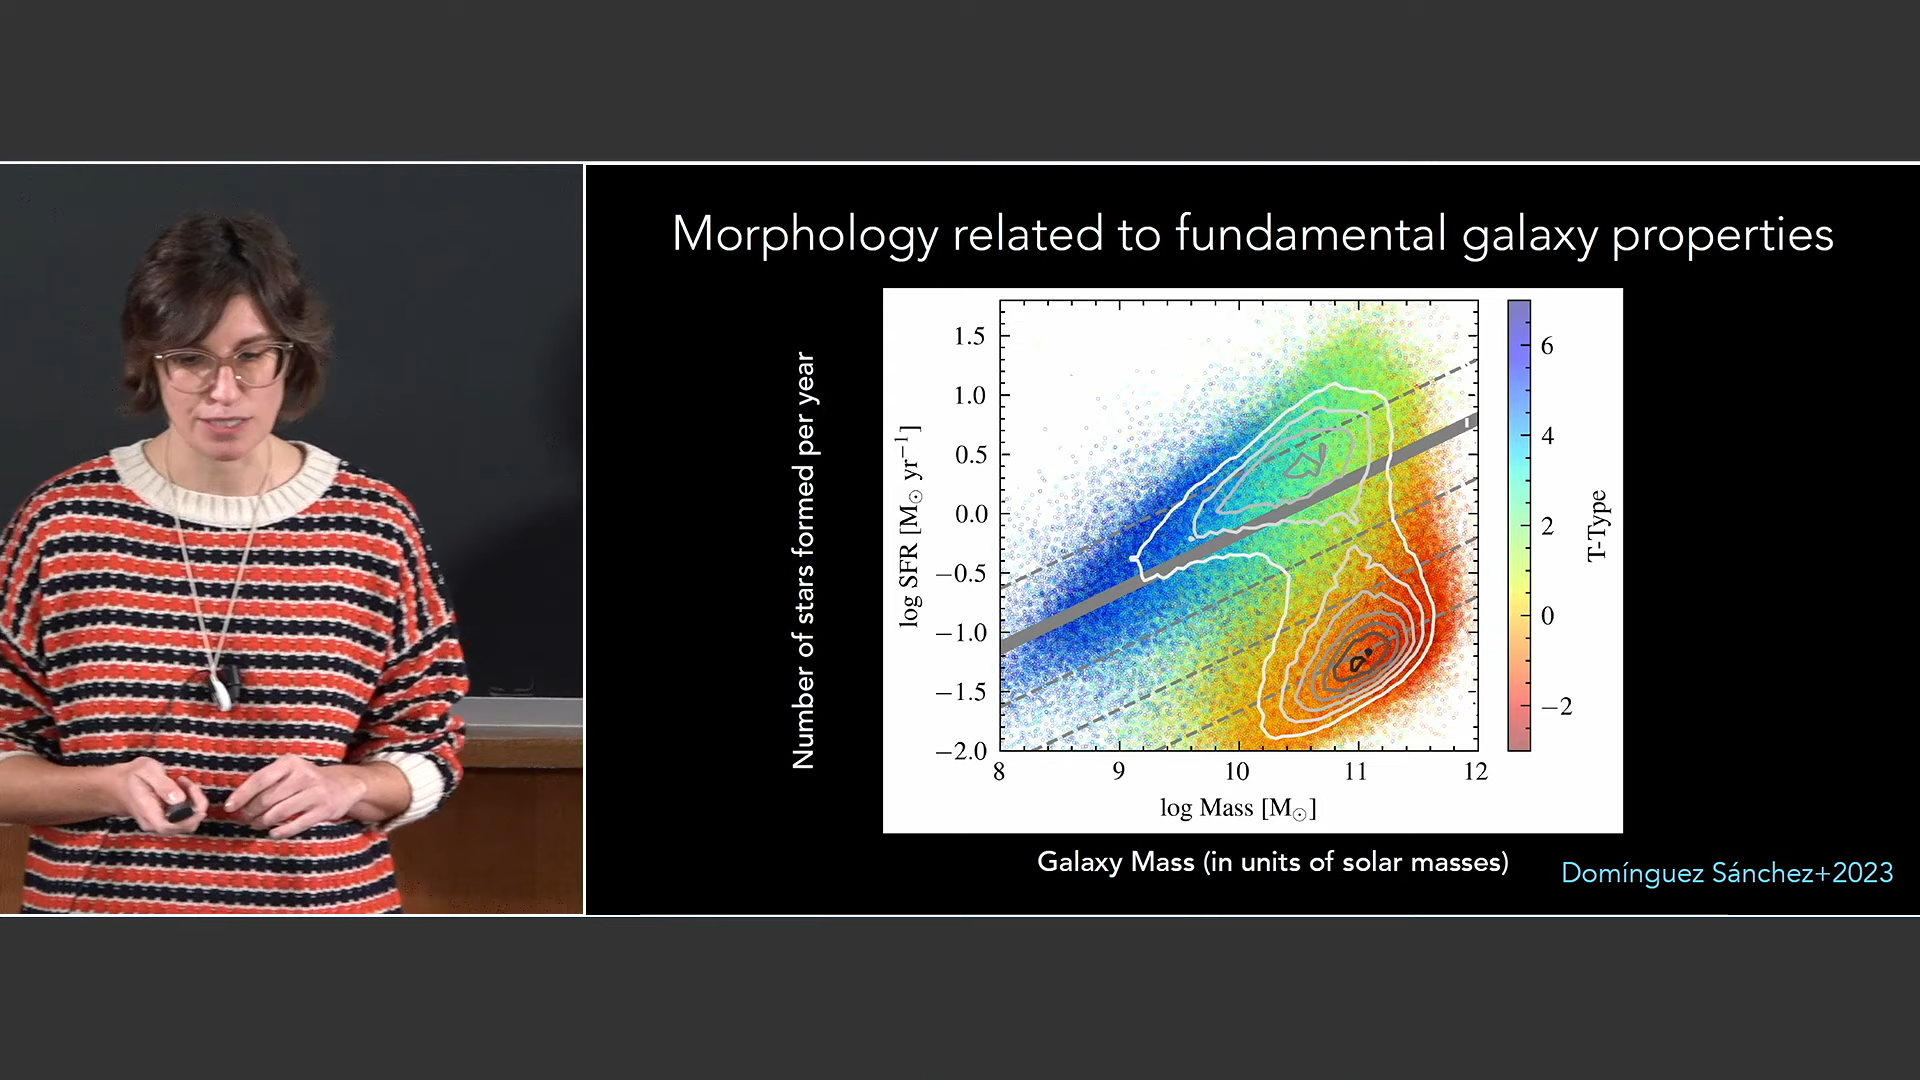 Morphology related to fundamental galaxy properties
Number of stars formed per year
log SFR [M⊙ yr⁻¹]
1.5
1.0
0.5
0.0
−0.5
−1.0
−1.5
−2.0
8 9 10 11 12
log Mass [M⊙]
6
4
2
0
−2
T-Type
Galaxy Mass (in units of solar masses)
Domínguez Sánchez+2023